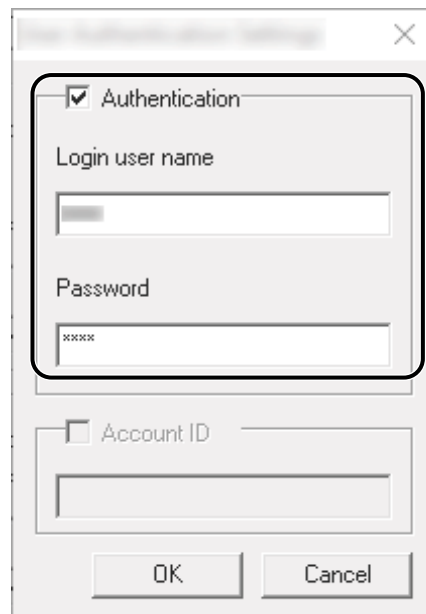 Authentication
Login user name
Password
****
Account ID
OK
Cancel